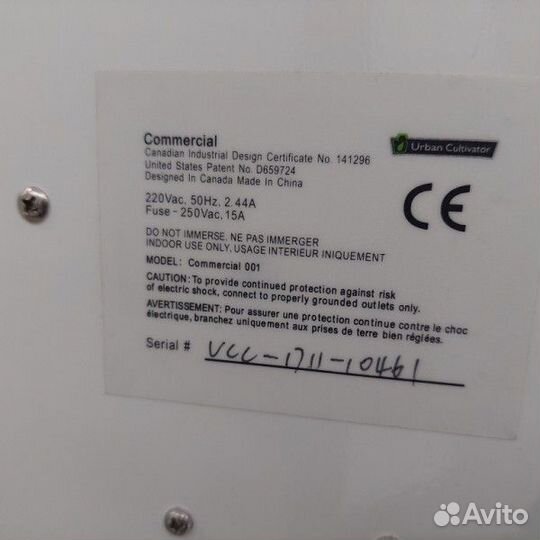 Commercial
Canadian Industrial Design Certificate No. 141296
United States Patent No. D659724
Designed In Canada Made In China
Urban Cultivator
220Vac, 50Hz, 2.44A
Fuse - 250Vac, 15A
CE
DO NOT IMMERSE. NE PAS IMMERGER
INDOOR USE ONLY. USAGE INTERIEUR INIQUEMENT
MODEL: Commercial 001
CAUTION: To provide continued protection against risk
of electric shock, connect to properly grounded outlets only.
AVERTISSEMENT: Pour assurer une protection continue contre le choc
électrique, branchez uniquement aux prises de terre bien réglées.
Serial # VCC-1711-10461
Avito